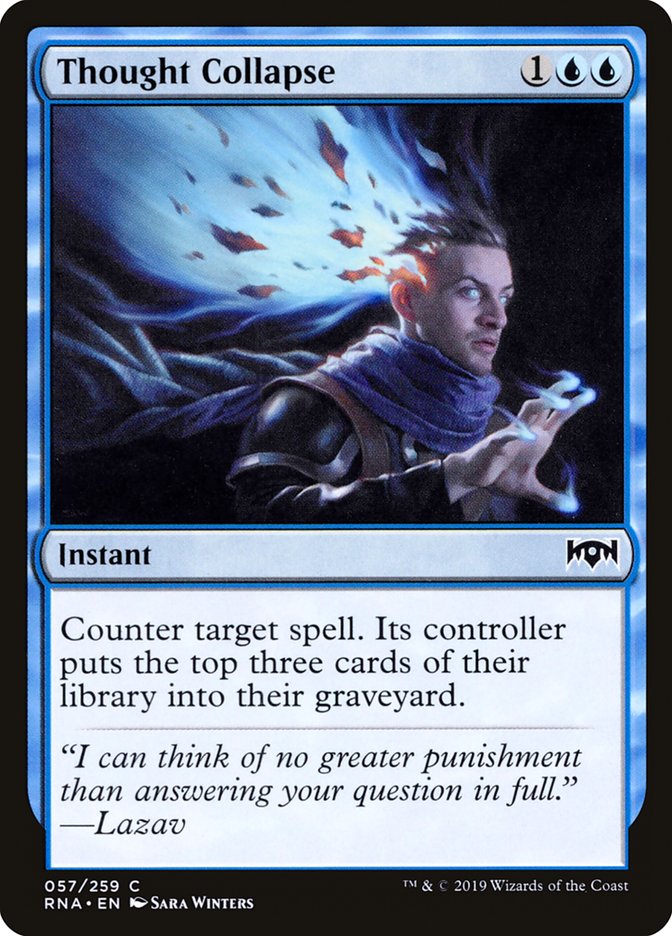 Thought Collapse 1
Instant
Counter target spell. Its controller
puts the top three cards of their
library into their graveyard.
“I can think of no greater punishment
than answering your question in full.”
—Lazav
057/259 C
RNA • EN Sara Winters
™ & © 2019 Wizards of the Coast